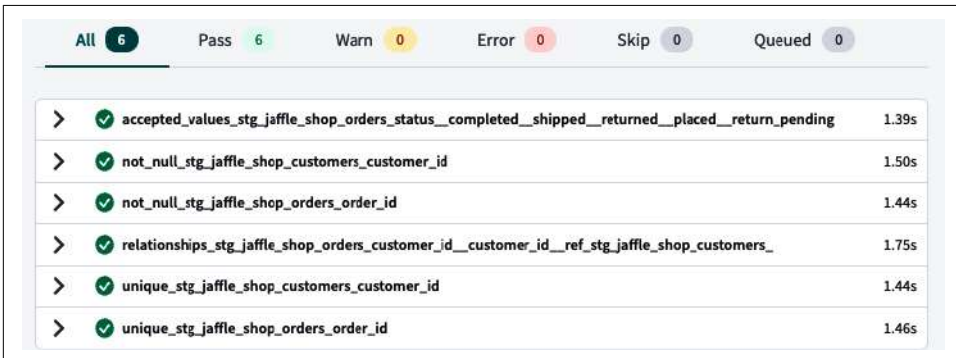 All 6 Pass 6 Warn 0 Error 0 Skip 0 Queued 0
accepted_values_stg_jaffle_shop_orders_status__completed__shipped__returned__placed__return_pending 1.39s
not_null_stg_jaffle_shop_customers_customer_id 1.50s
not_null_stg_jaffle_shop_orders_order_id 1.44s
relationships_stg_jaffle_shop_orders_customer_id__customer_id__ref_stg_jaffle_shop_customers_ 1.75s
unique_stg_jaffle_shop_customers_customer_id 1.44s
unique_stg_jaffle_shop_orders_order_id 1.46s